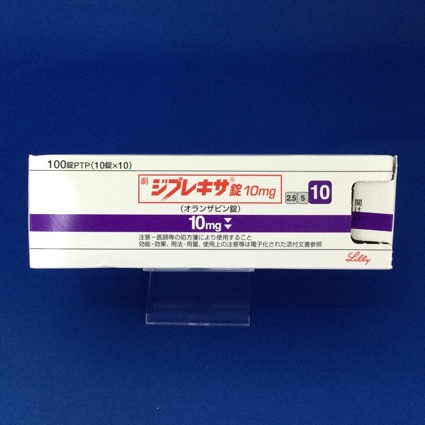 100錠PTP(10錠×10)
劇 ジプレキサ®錠10mg
2.5 5 10
(オランザピン錠)
10mg
注意-医師等の処方箋により使用すること
効能・効果、用法・用量、使用上の注意等は電子化された添付文書参照
開け
Lilly